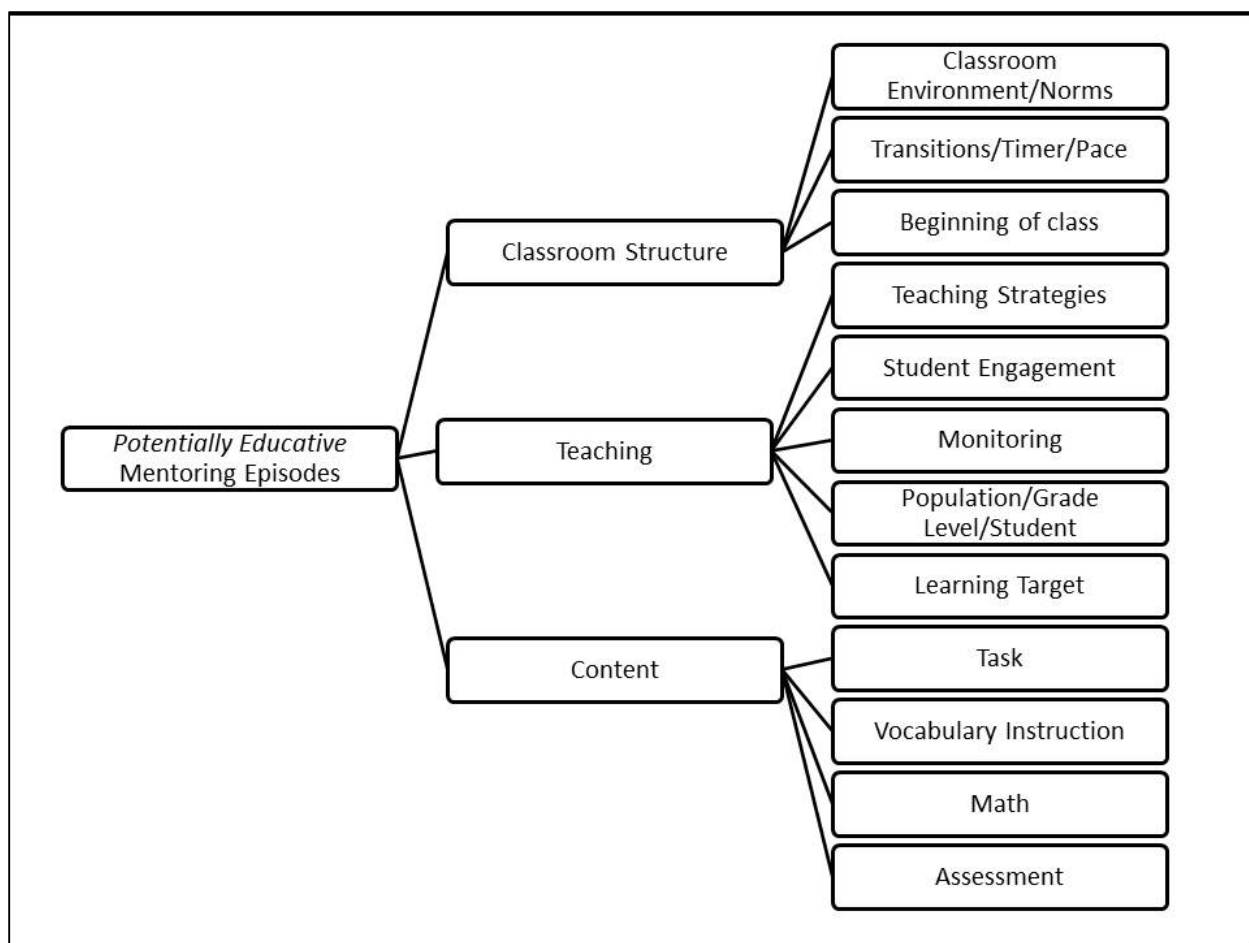 Classroom
Environment/Norms
Transitions/Timer/Pace
Beginning of class
Classroom Structure
Teaching Strategies
Student Engagement
Monitoring
Population/Grade
Level/Student
Learning Target
Teaching
Potentially Educative
Mentoring Episodes
Task
Vocabulary Instruction
Math
Assessment
Content